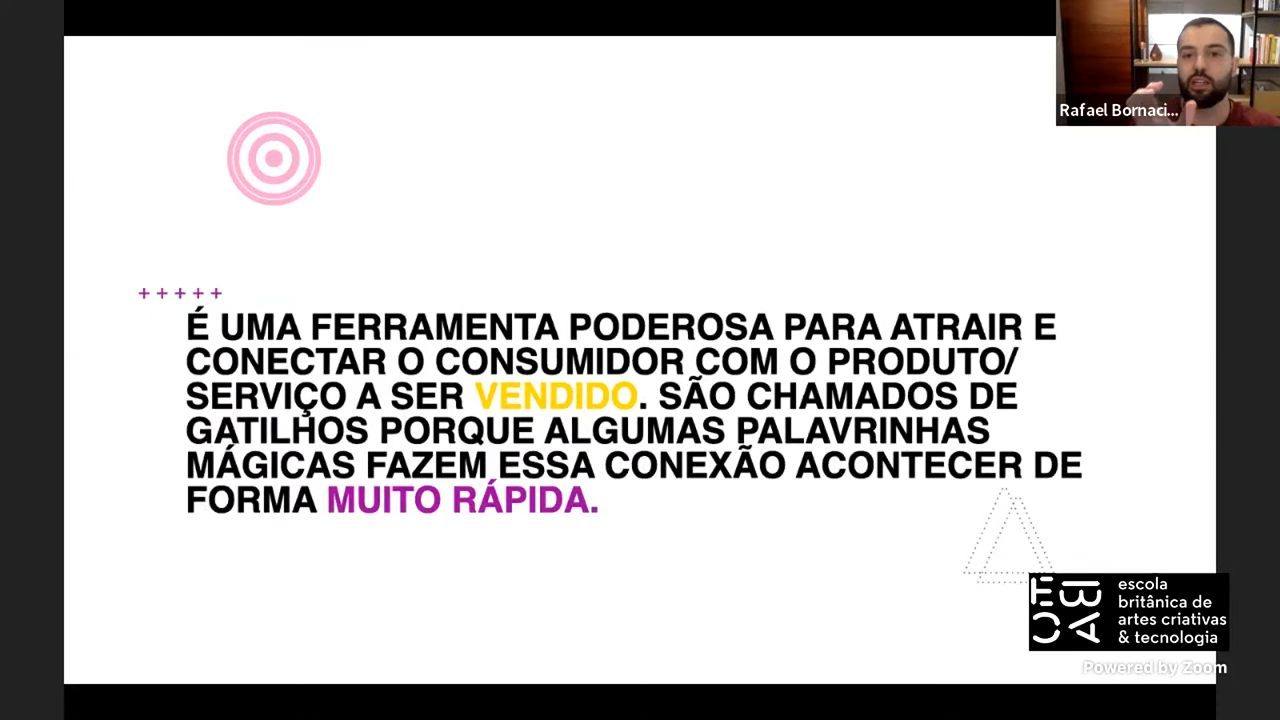 Rafael Bornaci...
+ + + + +
É UMA FERRAMENTA PODEROSA PARA ATRAIR E
CONECTAR O CONSUMIDOR COM O PRODUTO/
SERVIÇO A SER VENDIDO. SÃO CHAMADOS DE
GATILHOS PORQUE ALGUMAS PALAVRINHAS
MÁGICAS FAZEM ESSA CONEXÃO ACONTECER DE
FORMA MUITO RÁPIDA.
escola
britânica de
artes criativas
& tecnologia
Powered by Zoom